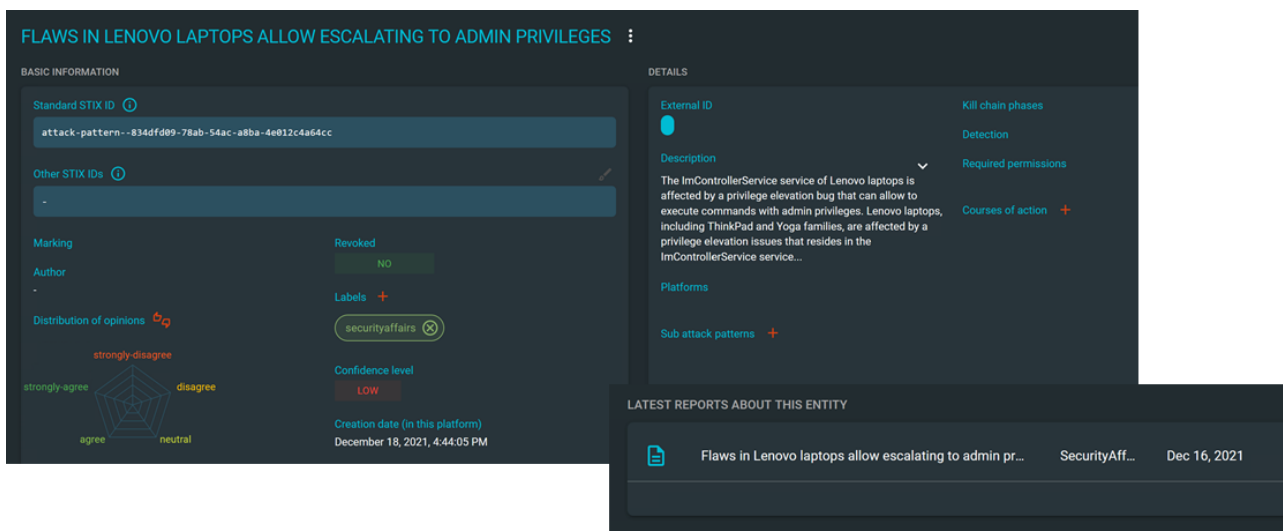 FLAWS IN LENOVO LAPTOPS ALLOW ESCALATING TO ADMIN PRIVILEGES
BASIC INFORMATION
Standard STIX ID
attack-pattern--834dfd09-78ab-54ac-a8ba-4e012c4a64cc
Other STIX IDs
-
Marking
Author
-
Distribution of opinions
strongly-disagree
strongly-agree
disagree
agree
neutral
Revoked
NO
Labels +
securityaffairs
Confidence level
LOW
Creation date (in this platform)
December 18, 2021, 4:44:05 PM
DETAILS
External ID
Description
The ImControllerService service of Lenovo laptops is
affected by a privilege elevation bug that can allow to
execute commands with admin privileges. Lenovo laptops,
including ThinkPad and Yoga families, are affected by a
privilege elevation issues that resides in the
ImControllerService service...
Platforms
Sub attack patterns +
Kill chain phases
Detection
Required permissions
Courses of action +
LATEST REPORTS ABOUT THIS ENTITY
Flaws in Lenovo laptops allow escalating to admin pr... SecurityAff... Dec 16, 2021